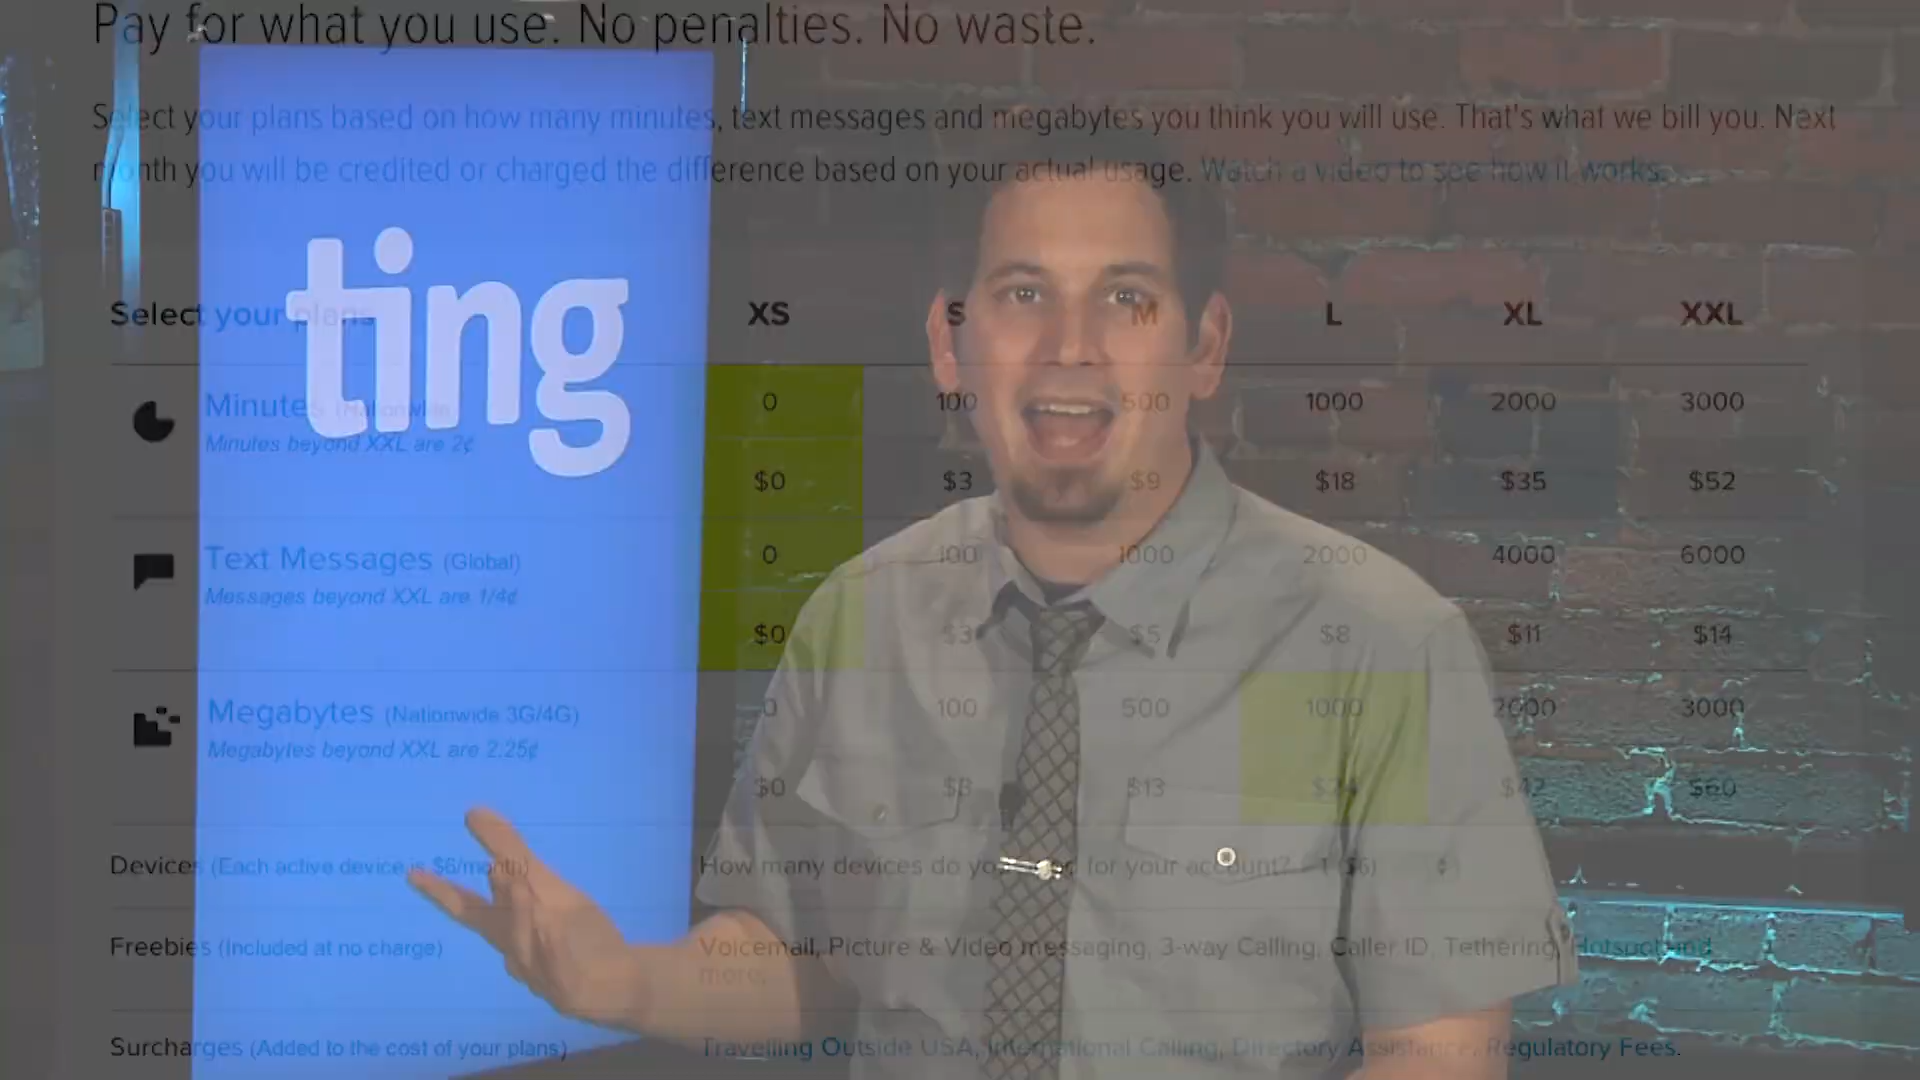 Pay for what you use. No penalties. No waste.
Select your plans based on how many minutes, text messages and megabytes you think you will use. That's what we bill you. Next
month you will be credited or charged the difference based on your actual usage. Watch a video to see how it works.
ting
Select your plans XS S M L XL XXL
Minutes (Nationwide) 0 100 500 1000 2000 3000
Minutes beyond XXL are 2¢
$0 $3 $9 $18 $35 $52
Text Messages (Global) 0 100 1000 2000 4000 6000
Messages beyond XXL are 1/4¢
$0 $3 $5 $8 $11 $14
Megabytes (Nationwide 3G/4G) 0 100 500 1000 2000 3000
Megabytes beyond XXL are 2.25¢
$0 $3 $13 $24 $42 $60
Devices (Each active device is $6/month) How many devices do you need for your account? 1 ($6)
Freebies (Included at no charge) Voicemail, Picture & Video messaging, 3-way Calling, Caller ID, Tethering, Hotspot and
more.
Surcharges (Added to the cost of your plans) Travelling Outside USA, International Calling, Directory Assistance, Regulatory Fees.